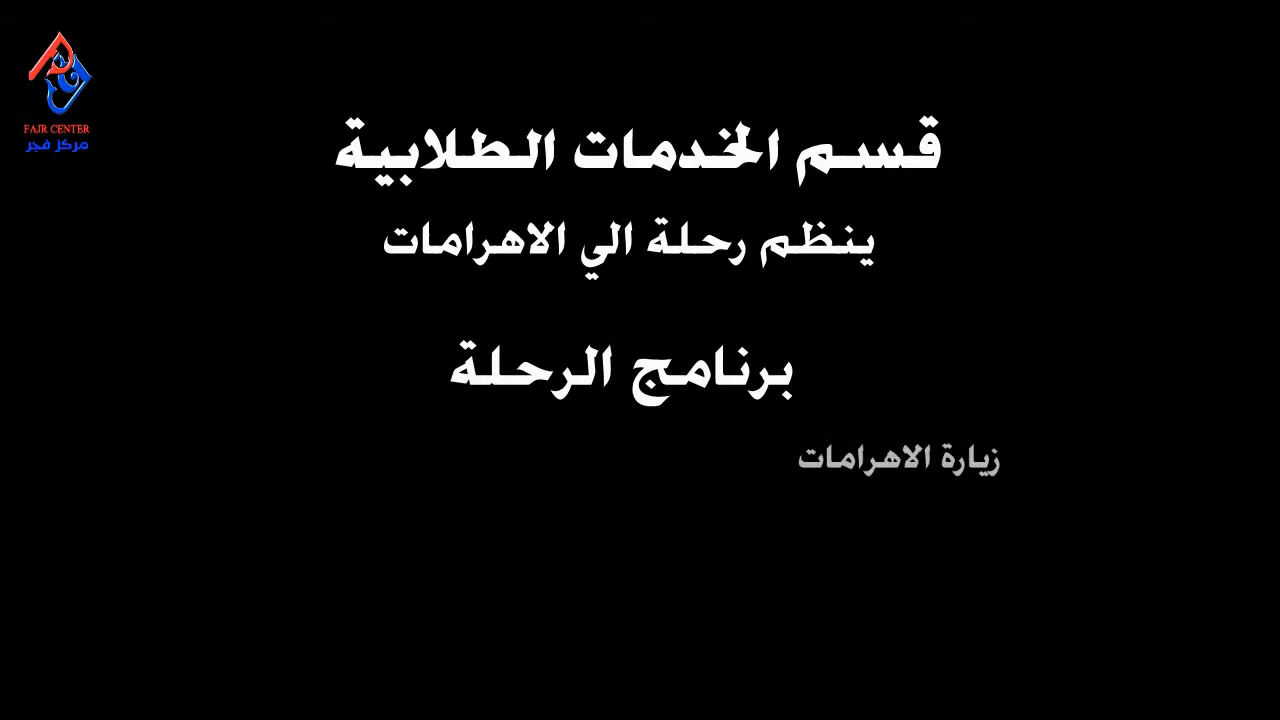 FAJR CENTER
مركز فجر
قسم الخدمات الطلابية
ينظم رحلة الي الاهرامات
برنامج الرحلة
زيارة الاهرامات